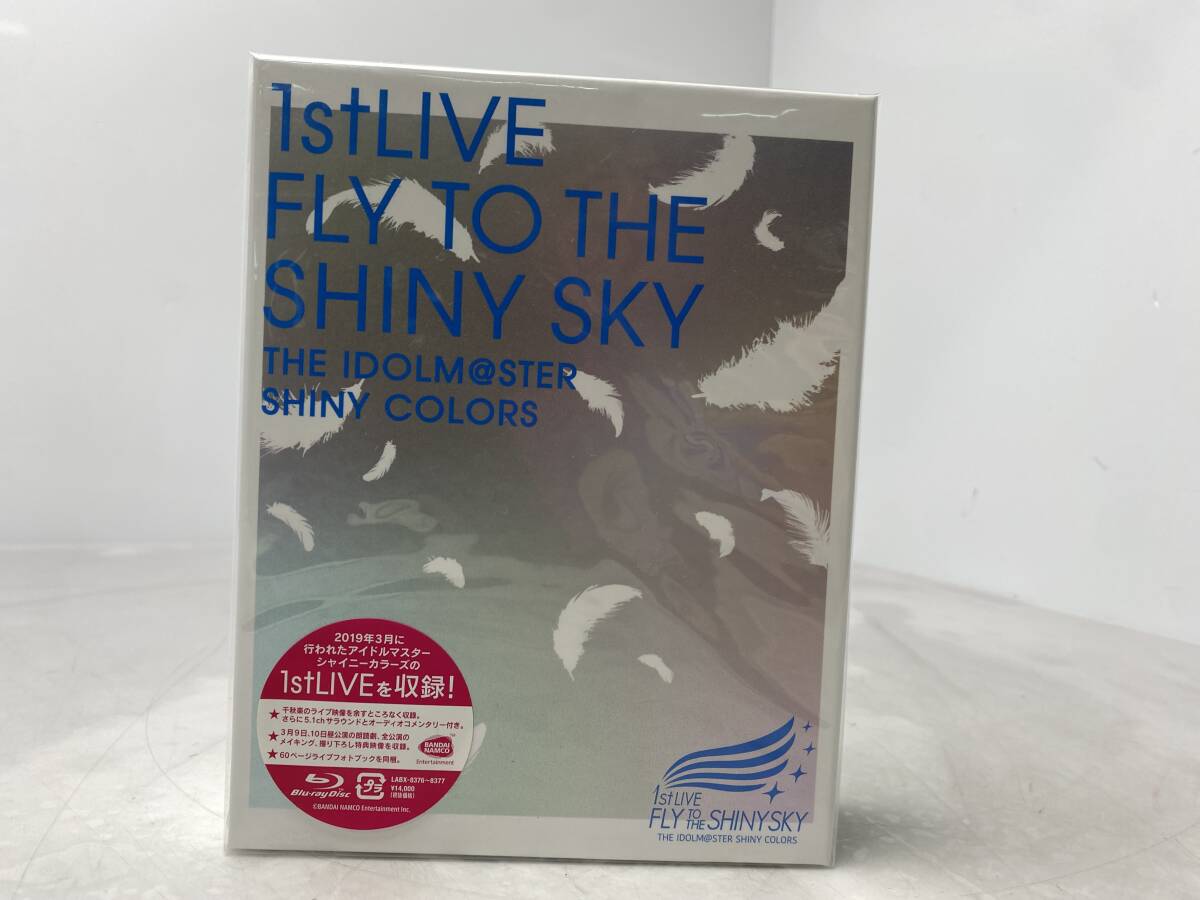 1stLIVE
FLY TO THE
SHINY SKY
THE IDOLM@STER
SHINY COLORS
2019年3月に
行われたアイドルマスター
シャイニーカラーズの
1stLIVEを収録!
★千秋楽のライブ映像を余すところなく収録。
さらに5.1chサラウンドとオーディオコメンタリー付き。
★3月9日、10日昼公演の朗読劇、全公演の
メイキング、撮り下ろし特典映像を収録。
★60ページライブフォトブックを同梱。
BANDAI
NAMCO
Entertainment
Blu-ray Disc
プラ
LABX-8376~8377
¥14,000
(税抜価格)
©BANDAI NAMCO Entertainment Inc.
1stLIVE
FLY TO THE SHINY SKY
THE IDOLM@STER SHINY COLORS